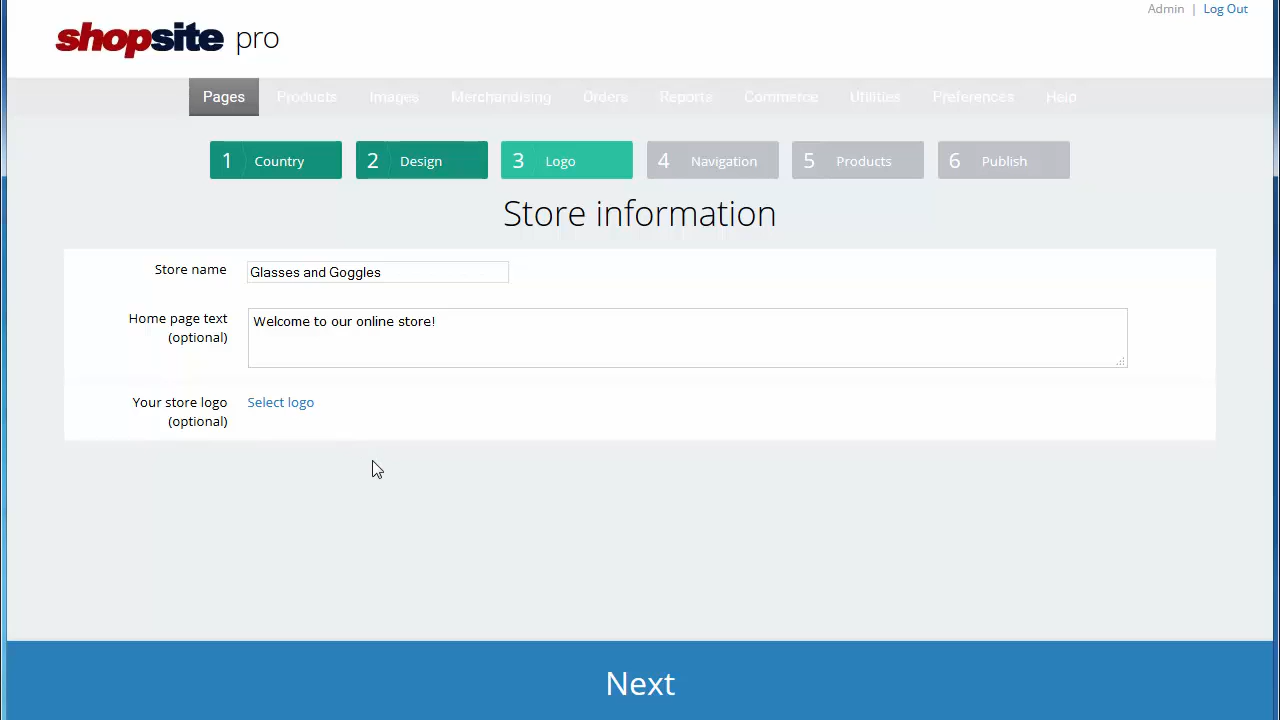 Admin | Log Out
shopsite pro
Pages Products Images Merchandising Orders Reports Commerce Utilities Preferences Help
1 Country 2 Design 3 Logo 4 Navigation 5 Products 6 Publish
Store information
Store name Glasses and Goggles
Home page text Welcome to our online store!
(optional)
Your store logo Select logo
(optional)
Next